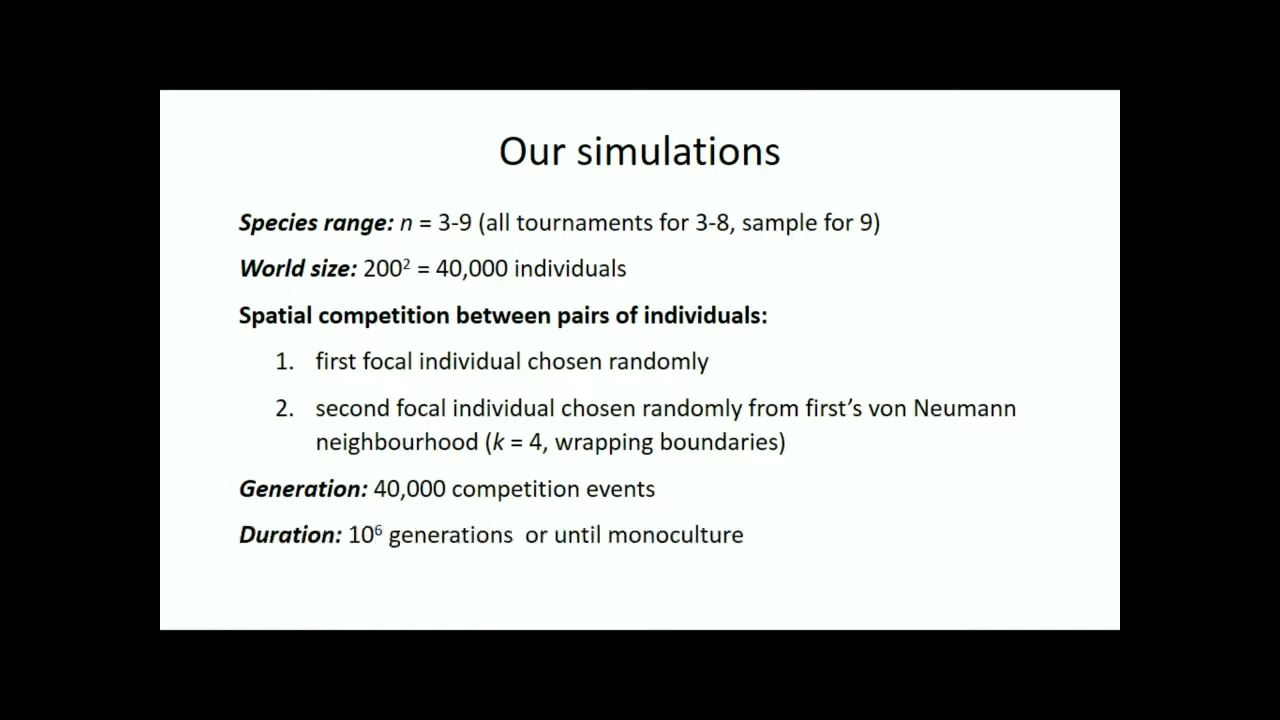 Our simulations
Species range: n = 3-9 (all tournaments for 3-8, sample for 9)
World size: 200² = 40,000 individuals
Spatial competition between pairs of individuals:
1. first focal individual chosen randomly
2. second focal individual chosen randomly from first’s von Neumann
neighbourhood (k = 4, wrapping boundaries)
Generation: 40,000 competition events
Duration: 10⁶ generations or until monoculture